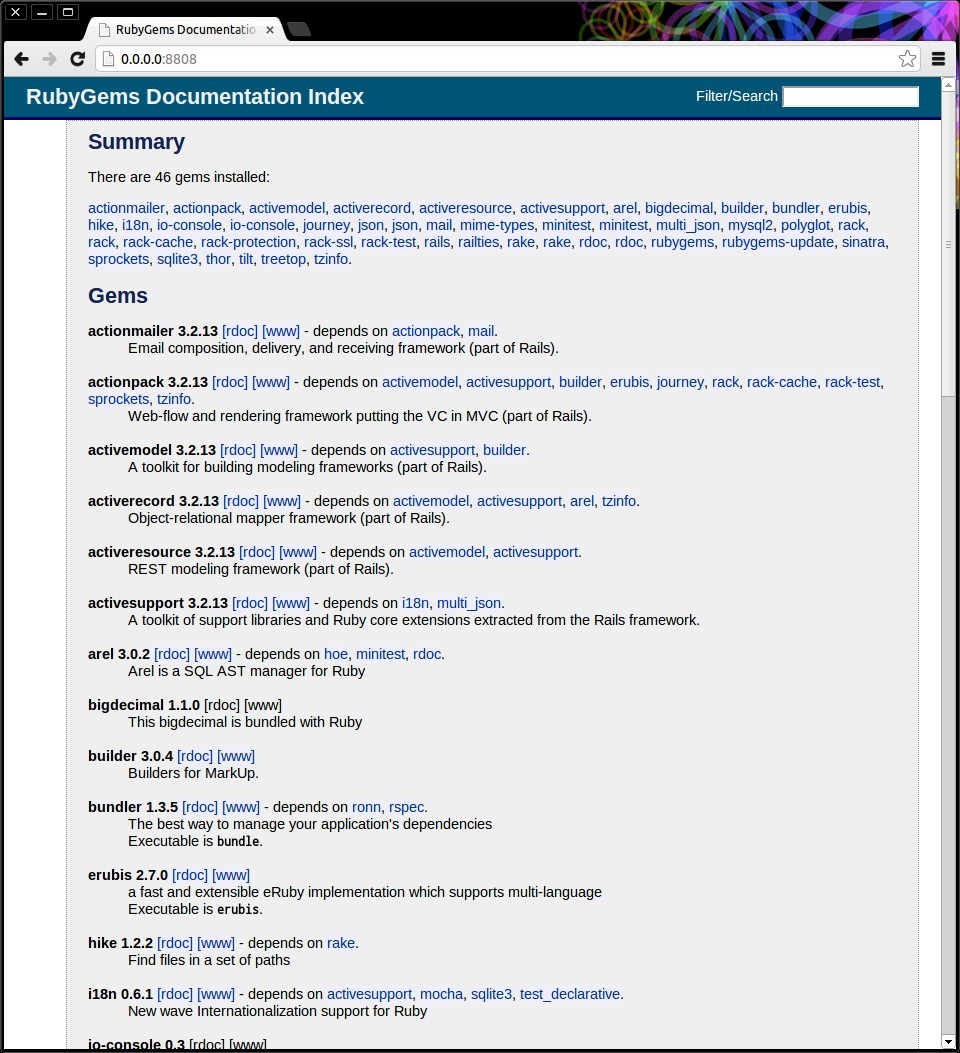 RubyGems Documentatio
0.0.0.0:8808
RubyGems Documentation Index
Filter/Search
Summary
There are 46 gems installed:
actionmailer, actionpack, activemodel, activerecord, activeresource, activesupport, arel, bigdecimal, builder, bundler, erubis,
hike, i18n, io-console, io-console, journey, json, json, mail, mime-types, minitest, minitest, multi_json, mysql2, polyglot, rack,
rack, rack-cache, rack-protection, rack-ssl, rack-test, rails, railties, rake, rake, rdoc, rdoc, rubygems, rubygems-update, sinatra,
sprockets, sqlite3, thor, tilt, treetop, tzinfo.
Gems
actionmailer 3.2.13 [rdoc] [www] - depends on actionpack, mail.
Email composition, delivery, and receiving framework (part of Rails).
actionpack 3.2.13 [rdoc] [www] - depends on activemodel, activesupport, builder, erubis, journey, rack, rack-cache, rack-test,
sprockets, tzinfo.
Web-flow and rendering framework putting the VC in MVC (part of Rails).
activemodel 3.2.13 [rdoc] [www] - depends on activesupport, builder.
A toolkit for building modeling frameworks (part of Rails).
activerecord 3.2.13 [rdoc] [www] - depends on activemodel, activesupport, arel, tzinfo.
Object-relational mapper framework (part of Rails).
activeresource 3.2.13 [rdoc] [www] - depends on activemodel, activesupport.
REST modeling framework (part of Rails).
activesupport 3.2.13 [rdoc] [www] - depends on i18n, multi_json.
A toolkit of support libraries and Ruby core extensions extracted from the Rails framework.
arel 3.0.2 [rdoc] [www] - depends on hoe, minitest, rdoc.
Arel is a SQL AST manager for Ruby
bigdecimal 1.1.0 [rdoc] [www]
This bigdecimal is bundled with Ruby
builder 3.0.4 [rdoc] [www]
Builders for MarkUp.
bundler 1.3.5 [rdoc] [www] - depends on ronn, rspec.
The best way to manage your application's dependencies
Executable is bundle.
erubis 2.7.0 [rdoc] [www]
a fast and extensible eRuby implementation which supports multi-language
Executable is erubis.
hike 1.2.2 [rdoc] [www] - depends on rake.
Find files in a set of paths
i18n 0.6.1 [rdoc] [www] - depends on activesupport, mocha, sqlite3, test_declarative.
New wave Internationalization support for Ruby
io-console 0.3 [rdoc] [www]